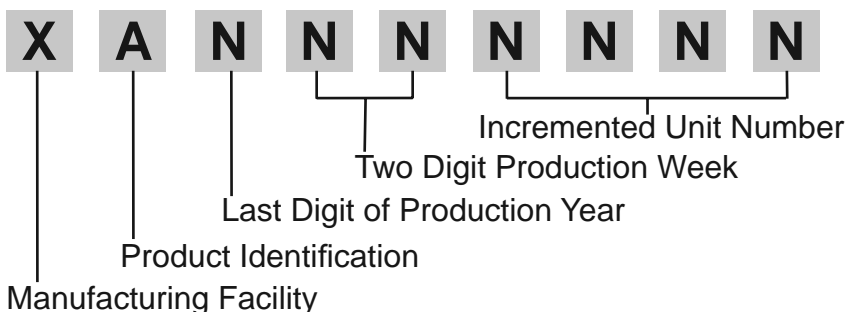 X A N N N N N N N
Incremented Unit Number
Two Digit Production Week
Last Digit of Production Year
Product Identification
Manufacturing Facility